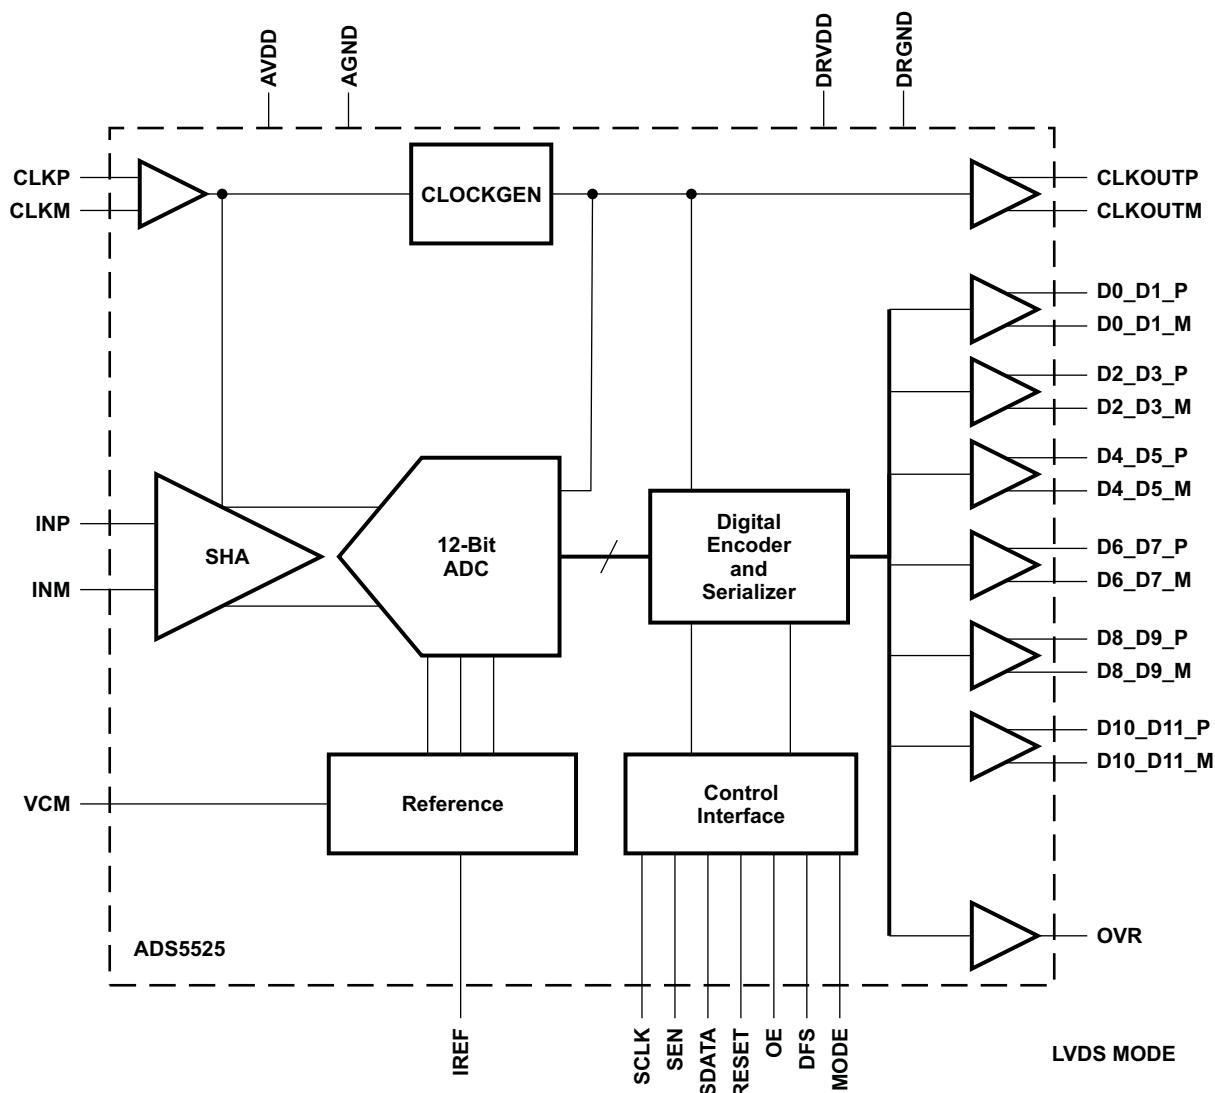 AVDD
AGND
DRVDD
DRGND
CLKP
CLKM
CLOCKGEN
CLKOUTP
CLKOUTM
D0_D1_P
D0_D1_M
D2_D3_P
D2_D3_M
D4_D5_P
D4_D5_M
INP
INM
SHA
12-Bit
ADC
Digital
Encoder
and
Serializer
D6_D7_P
D6_D7_M
D8_D9_P
D8_D9_M
D10_D11_P
D10_D11_M
VCM
Reference
Control
Interface
OVR
ADS5525
IREF
SCLK
SEN
SDATA
RESET
OE
DFS
MODE
LVDS MODE